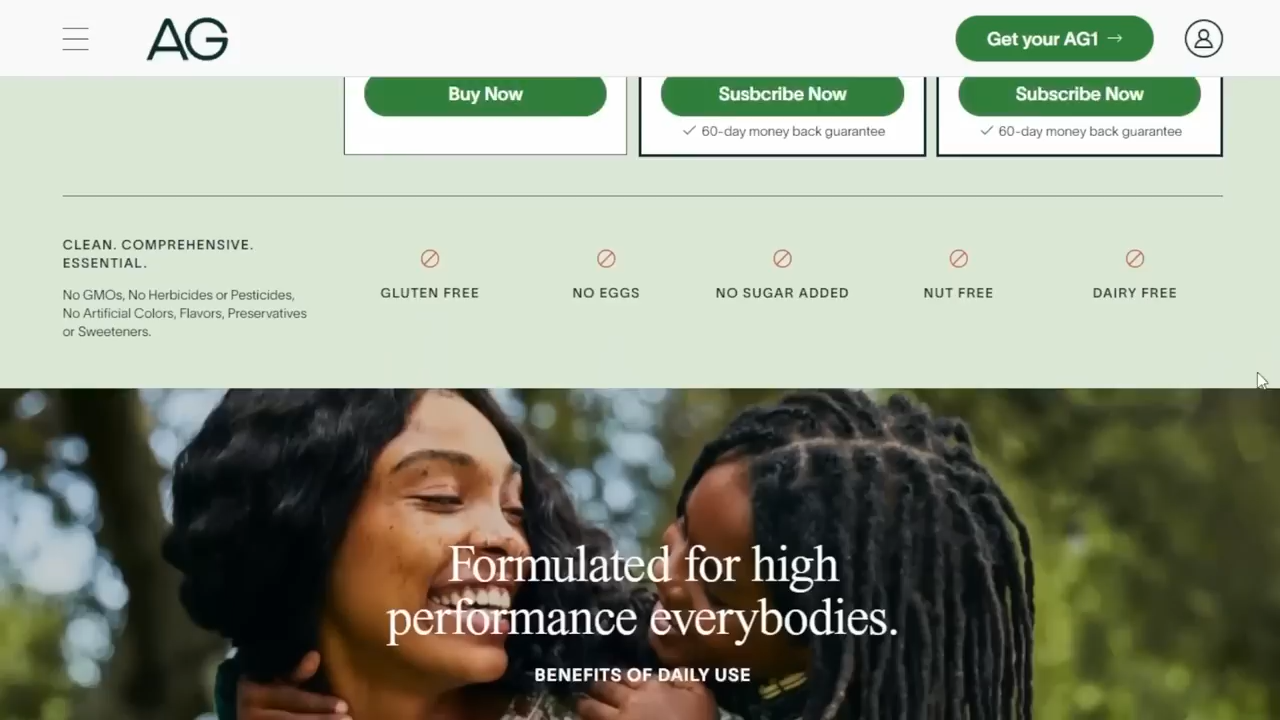 AG
Get your AG1 →
Buy Now
Susbcribe Now
Subscribe Now
60-day money back guarantee
60-day money back guarantee
CLEAN. COMPREHENSIVE.
ESSENTIAL.
No GMOs, No Herbicides or Pesticides,
No Artificial Colors, Flavors, Preservatives
or Sweeteners.
GLUTEN FREE
NO EGGS
NO SUGAR ADDED
NUT FREE
DAIRY FREE
Formulated for high
performance everybodies.
BENEFITS OF DAILY USE